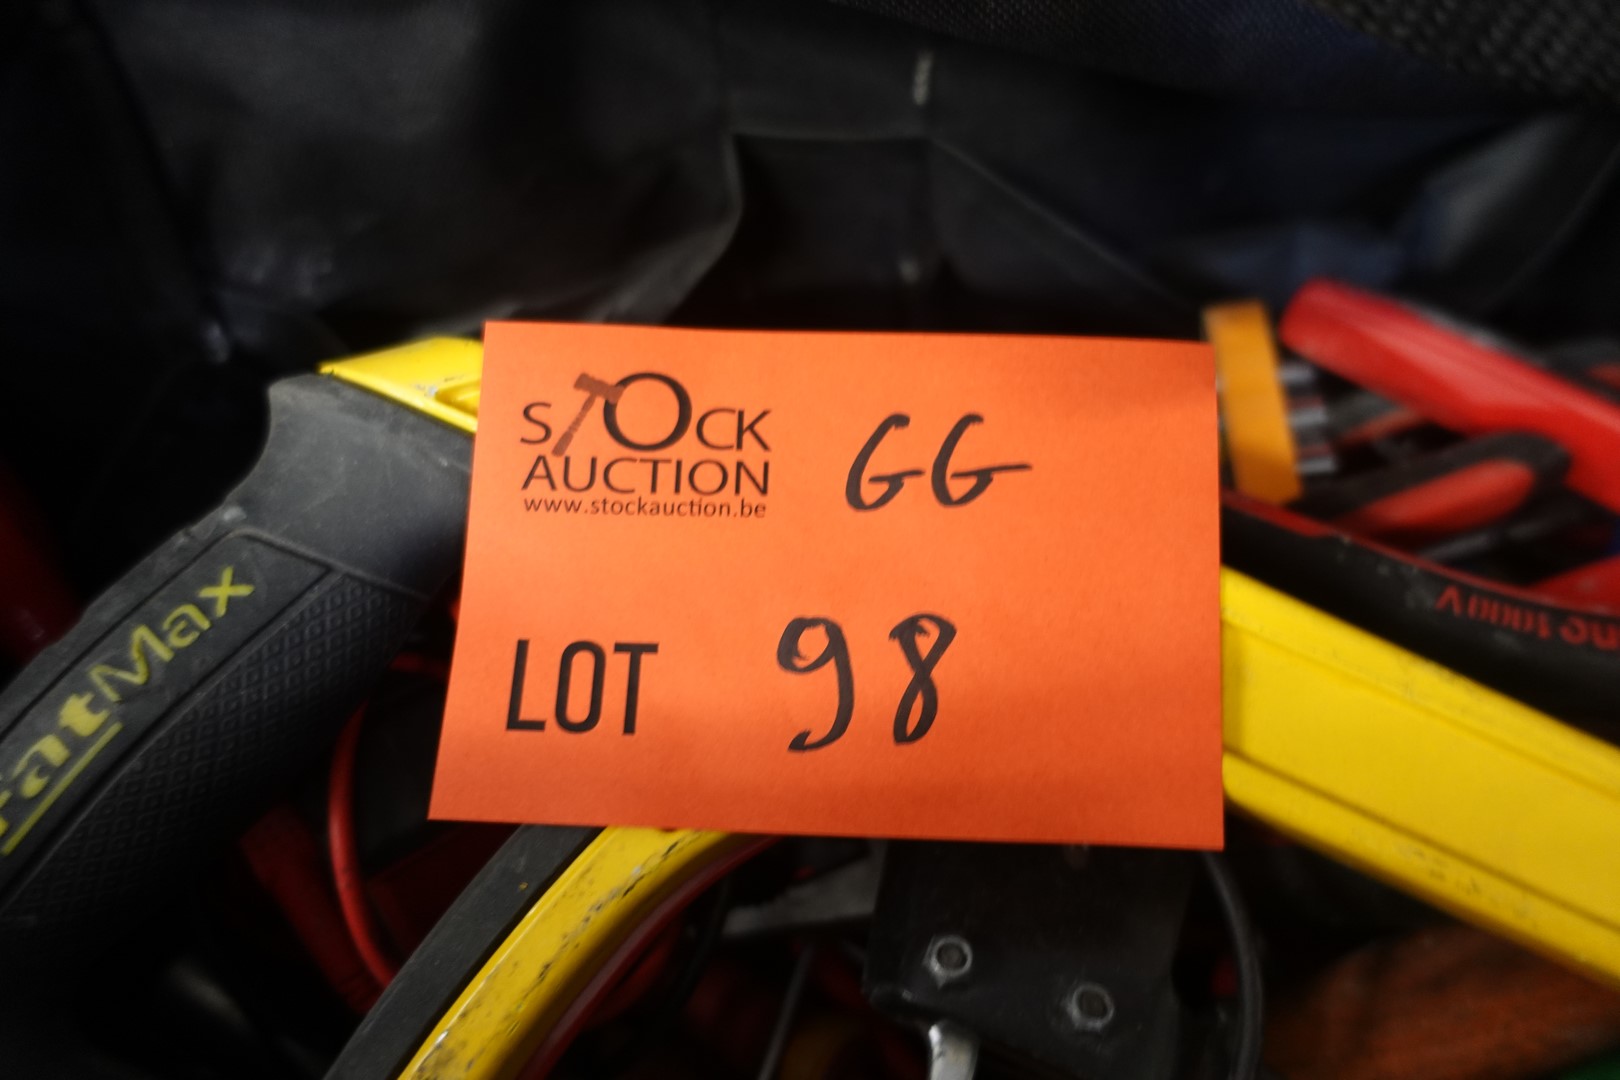 STOCK
AUCTION
www.stockauction.be
GG
LOT 98
FatMax